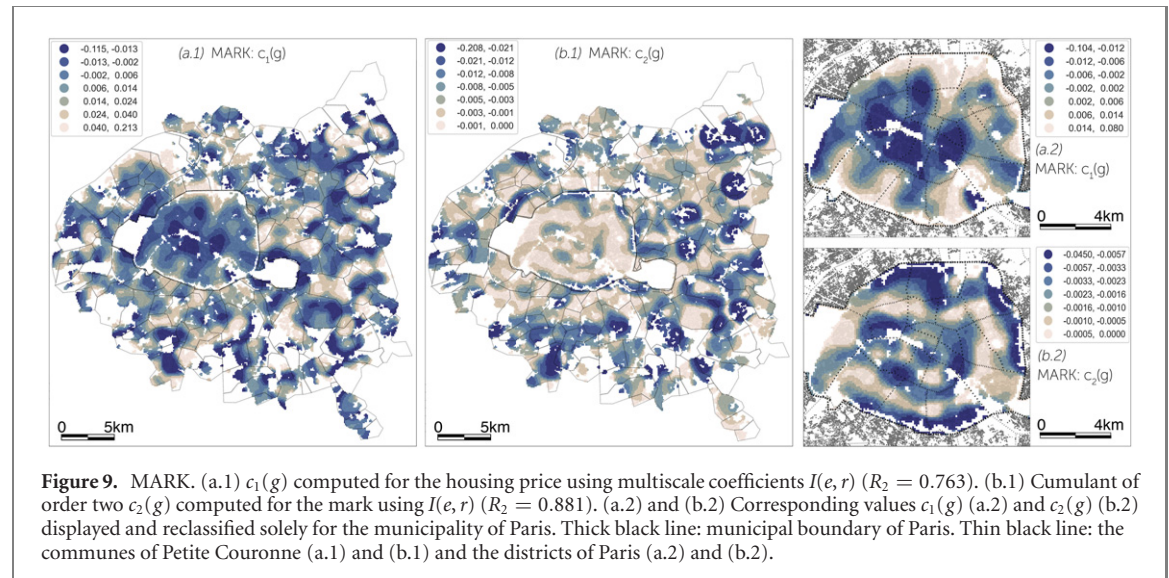 (a.1) MARK: c₁(g)
-0.115, -0.013
-0.013, -0.002
-0.002, 0.006
0.006, 0.014
0.014, 0.024
0.024, 0.040
0.040, 0.213
0 5km
(b.1) MARK: c₂(g)
-0.208, -0.021
-0.021, -0.012
-0.012, -0.008
-0.008, -0.005
-0.005, -0.003
-0.003, -0.001
-0.001, 0.000
0 5km
-0.104, -0.012
-0.012, -0.006
-0.006, -0.002
-0.002, 0.002
0.002, 0.006
0.006, 0.014
0.014, 0.080
(a.2)
MARK: c₁(g)
0 4km
-0.0450, -0.0057
-0.0057, -0.0033
-0.0033, -0.0023
-0.0023, -0.0016
-0.0016, -0.0010
-0.0010, -0.0005
-0.0005, 0.0000
(b.2)
MARK: c₂(g)
0 4km
Figure 9. MARK. (a.1) c₁(g) computed for the housing price using multiscale coefficients I(e, r) (R₂ = 0.763). (b.1) Cumulant of
order two c₂(g) computed for the mark using I(e, r) (R₂ = 0.881). (a.2) and (b.2) Corresponding values c₁(g) (a.2) and c₂(g) (b.2)
displayed and reclassified solely for the municipality of Paris. Thick black line: municipal boundary of Paris. Thin black line: the
communes of Petite Couronne (a.1) and (b.1) and the districts of Paris (a.2) and (b.2).